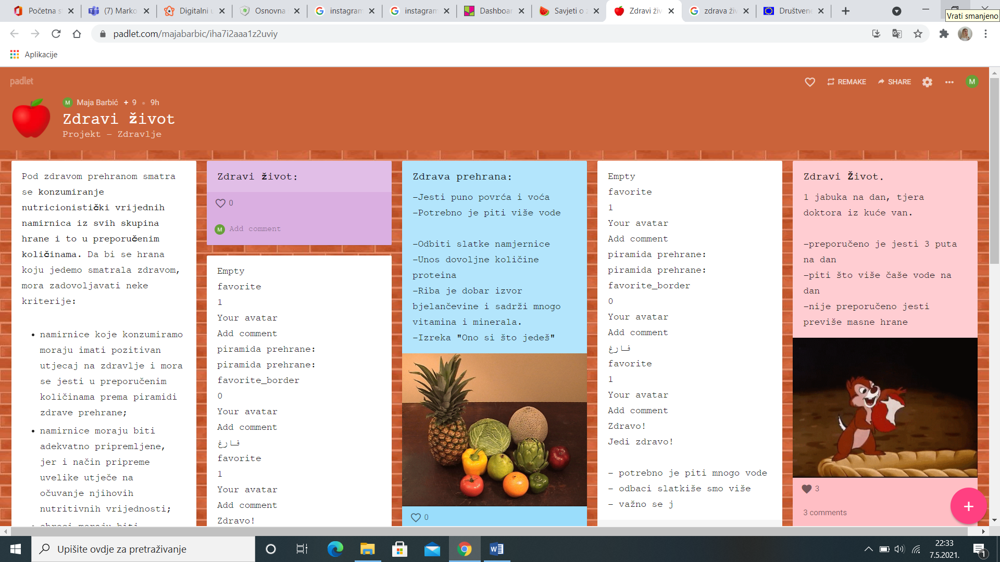 Početna s
(7) Marko
Digitalni u
Osnovna
instagram
instagram
Dashboar
Savjeti o z
Zdravi živ
zdrava živ
Društvene
Vrati smanjeno
padlet.com/majabarbic/iha7i2aaa1z2uviy
Aplikacije
padlet
REMAKE
SHARE
M
M Maja Barbić + 9 • 9h
Zdravi život
Projekt - Zdravlje
Pod zdravom prehranom smatra
se konzumiranje
nutricionistički vrijednih
namirnica iz svih skupina
hrane i to u preporučenim
količinama. Da bi se hrana
koju jedemo smatrala zdravom,
mora zadovoljavati neke
kriterije:
• namirnice koje konzumiramo
moraju imati pozitivan
utjecaj na zdravlje i mora
se jesti u preporučenim
količinama prema piramidi
zdrave prehrane;
• namirnice moraju biti
adekvatno pripremljene,
jer i način pripreme
uvelike utječe na
očuvanje njihovih
nutritivnih vrijednosti;
• obroci moraju biti
Zdravi život:
0
M Add comment
Empty
favorite
1
Your avatar
Add comment
piramida prehrane:
piramida prehrane:
favorite_border
0
Your avatar
Add comment
فارغ
favorite
1
Your avatar
Add comment
Zdravo!
Zdrava prehrana:
-Jesti puno povrća i voća
-Potrebno je piti više vode
-Odbiti slatke namjernice
-Unos dovoljne količine
proteina
-Riba je dobar izvor
bjelančevine i sadrži mnogo
vitamina i minerala.
-Izreka "Ono si što jedeš"
0
Empty
favorite
1
Your avatar
Add comment
piramida prehrane:
piramida prehrane:
favorite_border
0
Your avatar
Add comment
فارغ
favorite
1
Your avatar
Add comment
Zdravo!
Jedi zdravo!
- potrebno je piti mnogo vode
- odbaci slatkiše smo više
- važno se j
Zdravi Život.
1 jabuka na dan, tjera
doktora iz kuće van.
-preporučeno je jesti 3 puta
na dan
-piti što više čaše vode na
dan
-nije preporučeno jesti
previše masne hrane
3
3 comments
Upišite ovdje za pretraživanje
22:33
7.5.2021.
1